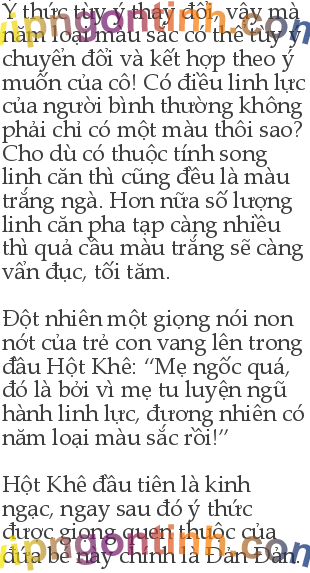 Ý thức tùy ý thay đổi, vậy mà
năm loại màu sắc có thể tùy ý
chuyển đổi và kết hợp theo ý
muốn của cô! Có điều linh lực
của người bình thường không
phải chỉ có một màu thôi sao?
Cho dù có thuộc tính song
linh căn thì cũng đều là màu
trắng ngà. Hơn nữa số lượng
linh căn pha tạp càng nhiều
thì quả cầu màu trắng sẽ càng
vẩn đục, tối tăm.
Đột nhiên một giọng nói non
nớt của trẻ con vang lên trong
đầu Hột Khê: “Mẹ ngốc quá,
đó là bởi vì mẹ tu luyện ngũ
hành linh lực, đương nhiên có
năm loại màu sắc rồi!”
Hột Khê đầu tiên là kinh
ngạc, ngay sau đó ý thức
được giọng quen thuộc của
đứa bé này chính là Đản Đản.
vipngontinh.com
vipngontinh.com